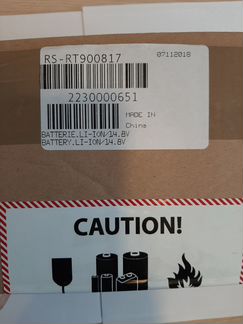 RS-RT900817 07112018
2230000651
MADE IN
China
BATTERIE.LI-ION/14.8V
BATTERY.LI-ION/14.8V
CAUTION!